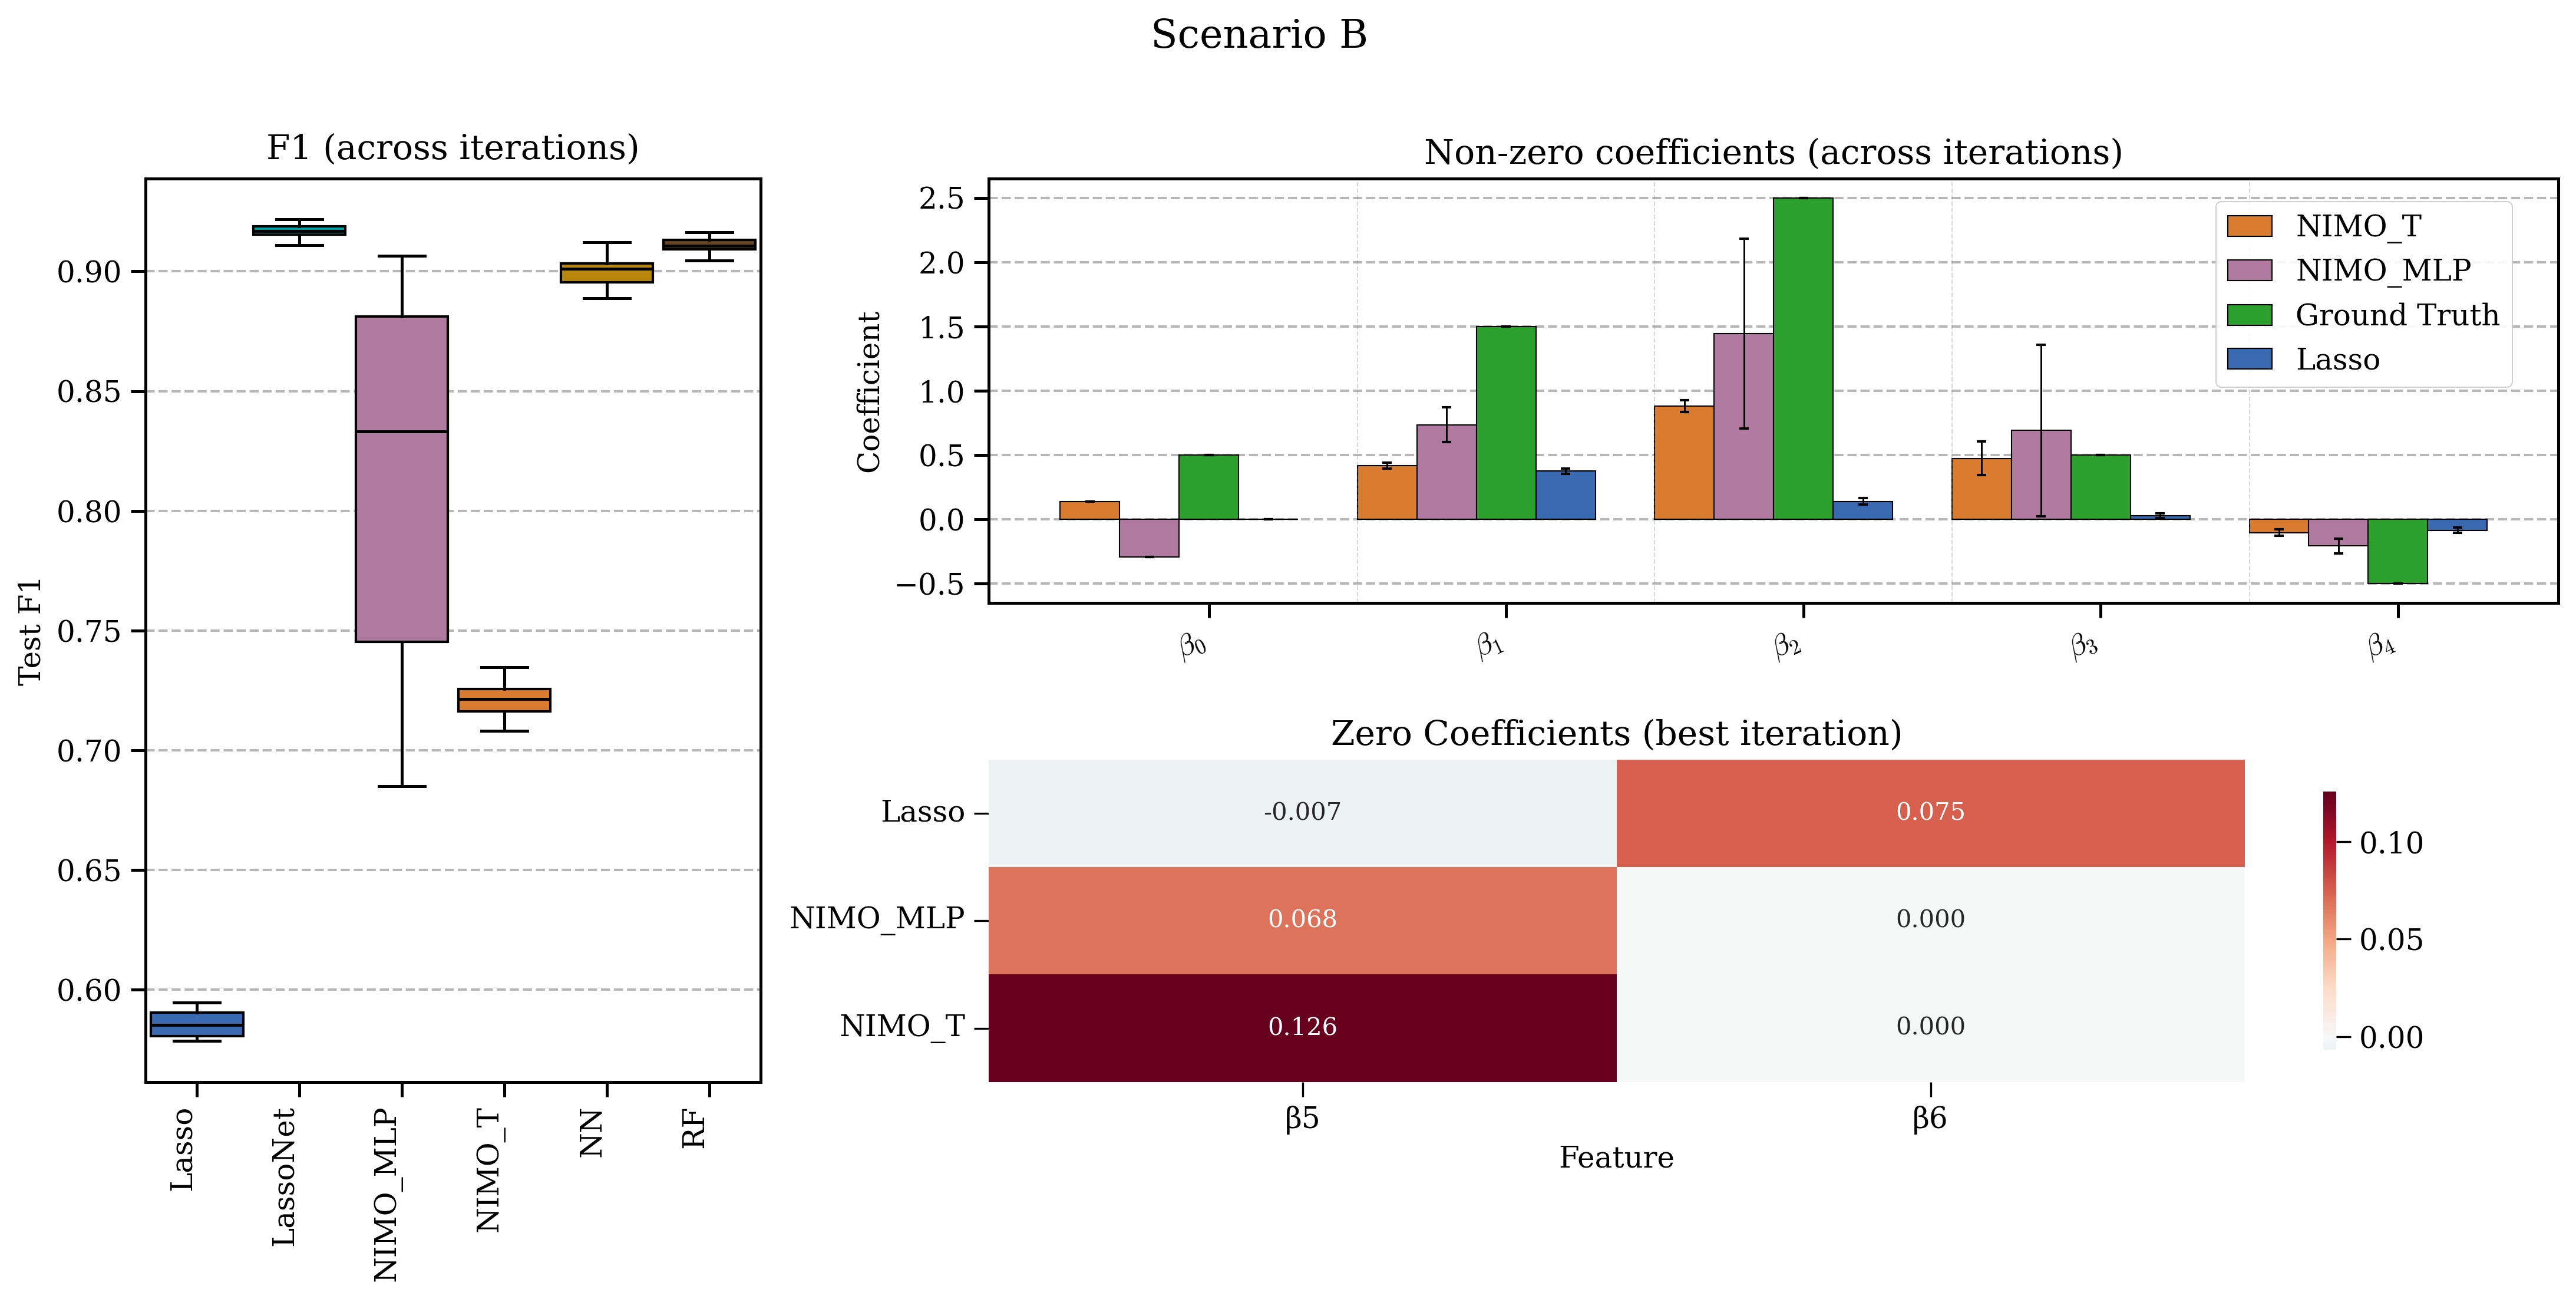 Scenario B
F1 (across iterations)
Test F1
0.90
0.85
0.80
0.75
0.70
0.65
0.60
Lasso
LassoNet
NIMO_MLP
NIMO_T
NN
RF
Non-zero coefficients (across iterations)
Coefficient
2.5
2.0
1.5
1.0
0.5
0.0
−0.5
β₀
β₁
β₂
β₃
β₄
NIMO_T
NIMO_MLP
Ground Truth
Lasso
Zero Coefficients (best iteration)
Lasso
-0.007
0.075
NIMO_MLP
0.068
0.000
NIMO_T
0.126
0.000
β5
β6
Feature
0.10
0.05
0.00